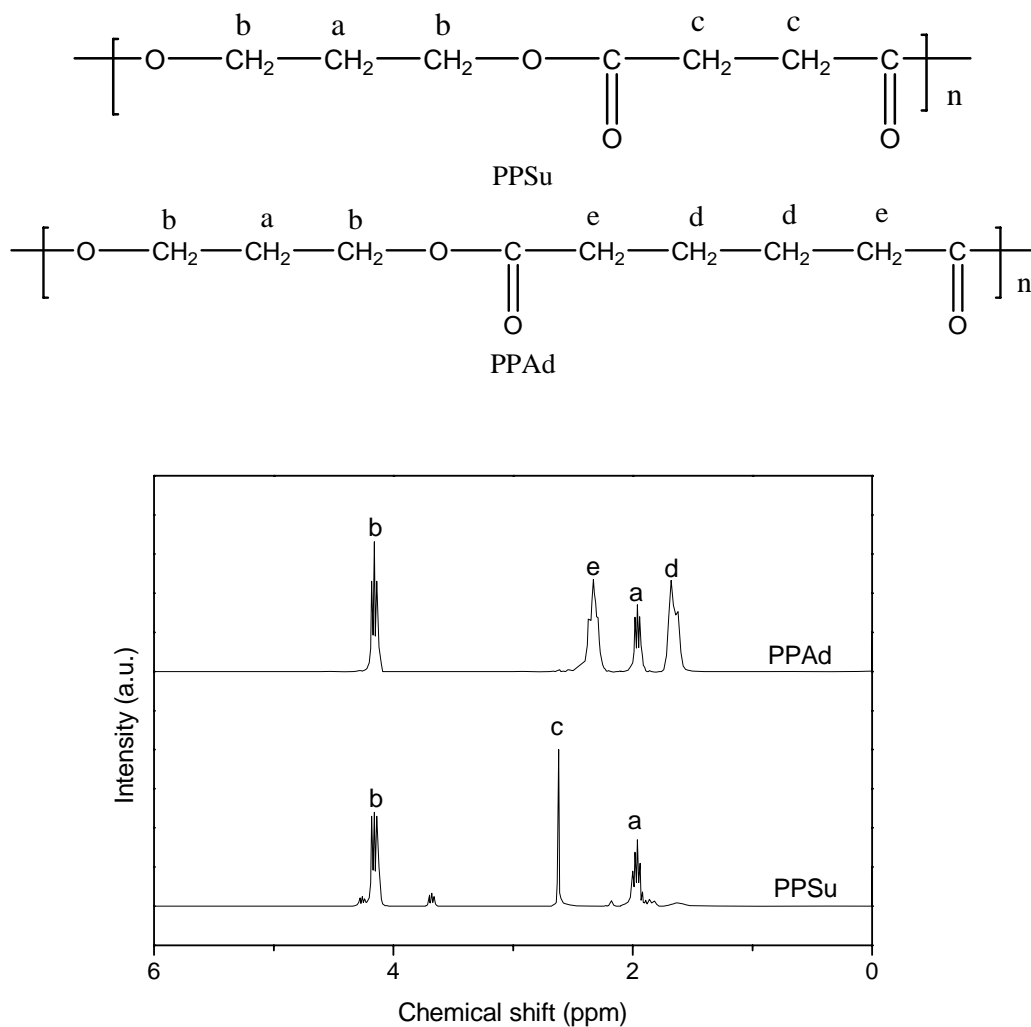 b a b c c
O CH2 CH2 CH2 O C CH2 CH2 C n
O O
PPSu
b a b e d d e
O CH2 CH2 CH2 O C CH2 CH2 CH2 CH2 C n
O O
PPAd
b
e
a
d
PPAd
c
b
a
PPSu
Intensity (a.u.)
6 4 2 0
Chemical shift (ppm)